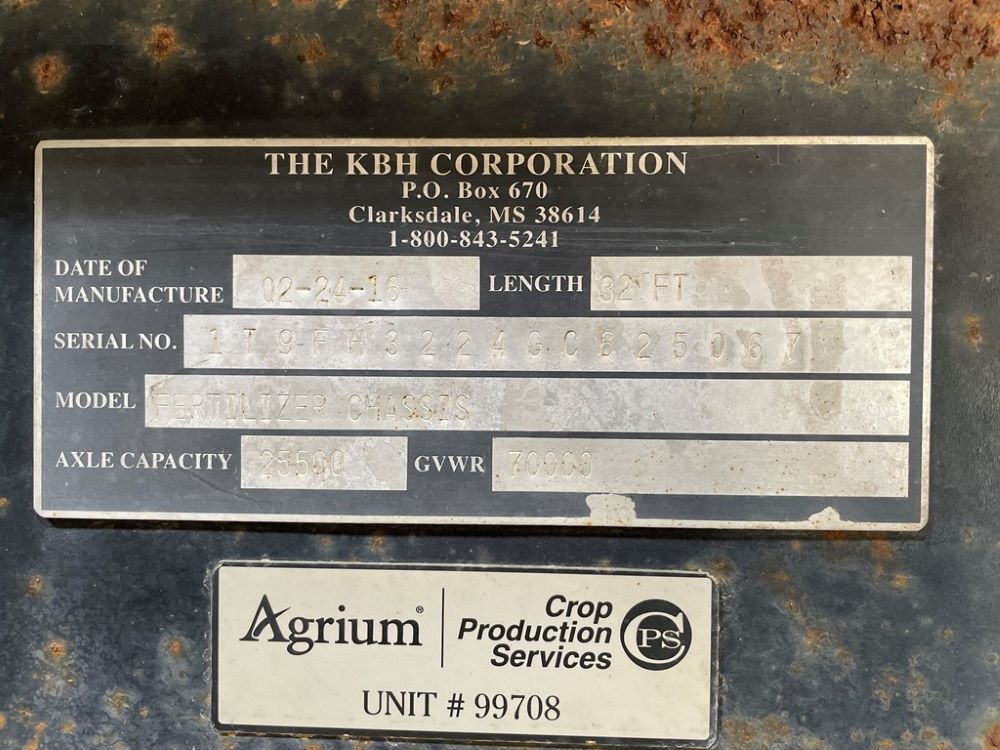 THE KBH CORPORATION
P.O. Box 670
Clarksdale, MS 38614
1-800-843-5241
DATE OF MANUFACTURE 02-24-16 LENGTH 32 FT
SERIAL NO. 1T9FH3224GC625067
MODEL FERTILIZER CHASSIS
AXLE CAPACITY 25500 GVWR 70000
Agrium® Crop Production Services CPS
UNIT # 99708